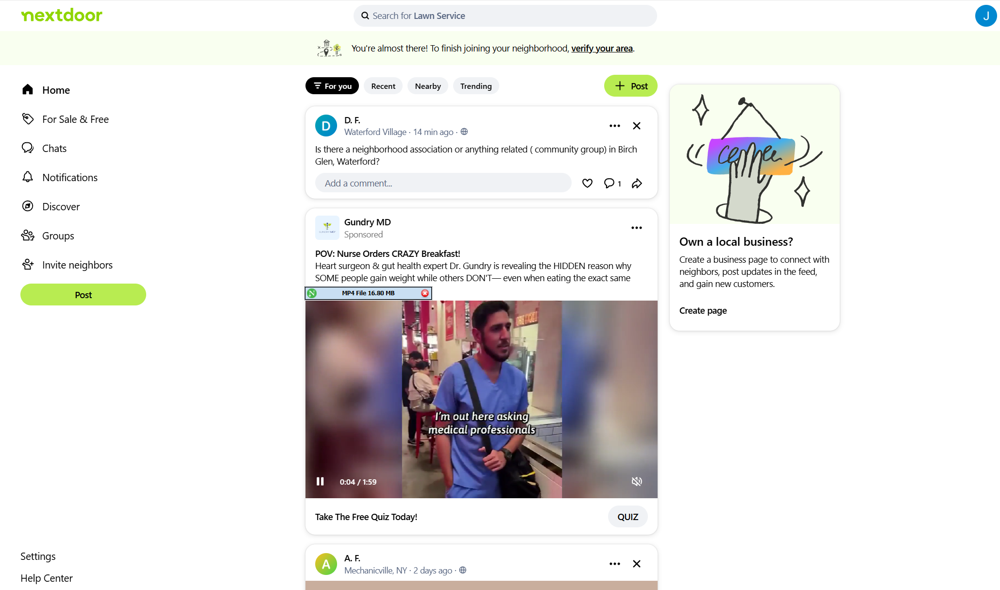 nextdoor
Search for Lawn Service
J
You're almost there! To finish joining your neighborhood, verify your area.
Home
For Sale & Free
Chats
Notifications
Discover
Groups
Invite neighbors
Post
Settings
Help Center
For you
Recent
Nearby
Trending
Post
D
D. F.
Waterford Village · 14 min ago ·
Is there a neighborhood association or anything related ( community group) in Birch
Glen, Waterford?
Add a comment...
1
GUNDRY MD
Gundry MD
Sponsored
POV: Nurse Orders CRAZY Breakfast!
Heart surgeon & gut health expert Dr. Gundry is revealing the HIDDEN reason why
SOME people gain weight while others DON'T— even when eating the exact same
N
MP4 File 16.80 MB
I'm out here asking
medical professionals
0:04 / 1:59
Take The Free Quiz Today!
QUIZ
A
A. F.
Mechanicville, NY · 2 days ago ·
Own a local business?
Create a business page to connect with
neighbors, post updates in the feed,
and gain new customers.
Create page